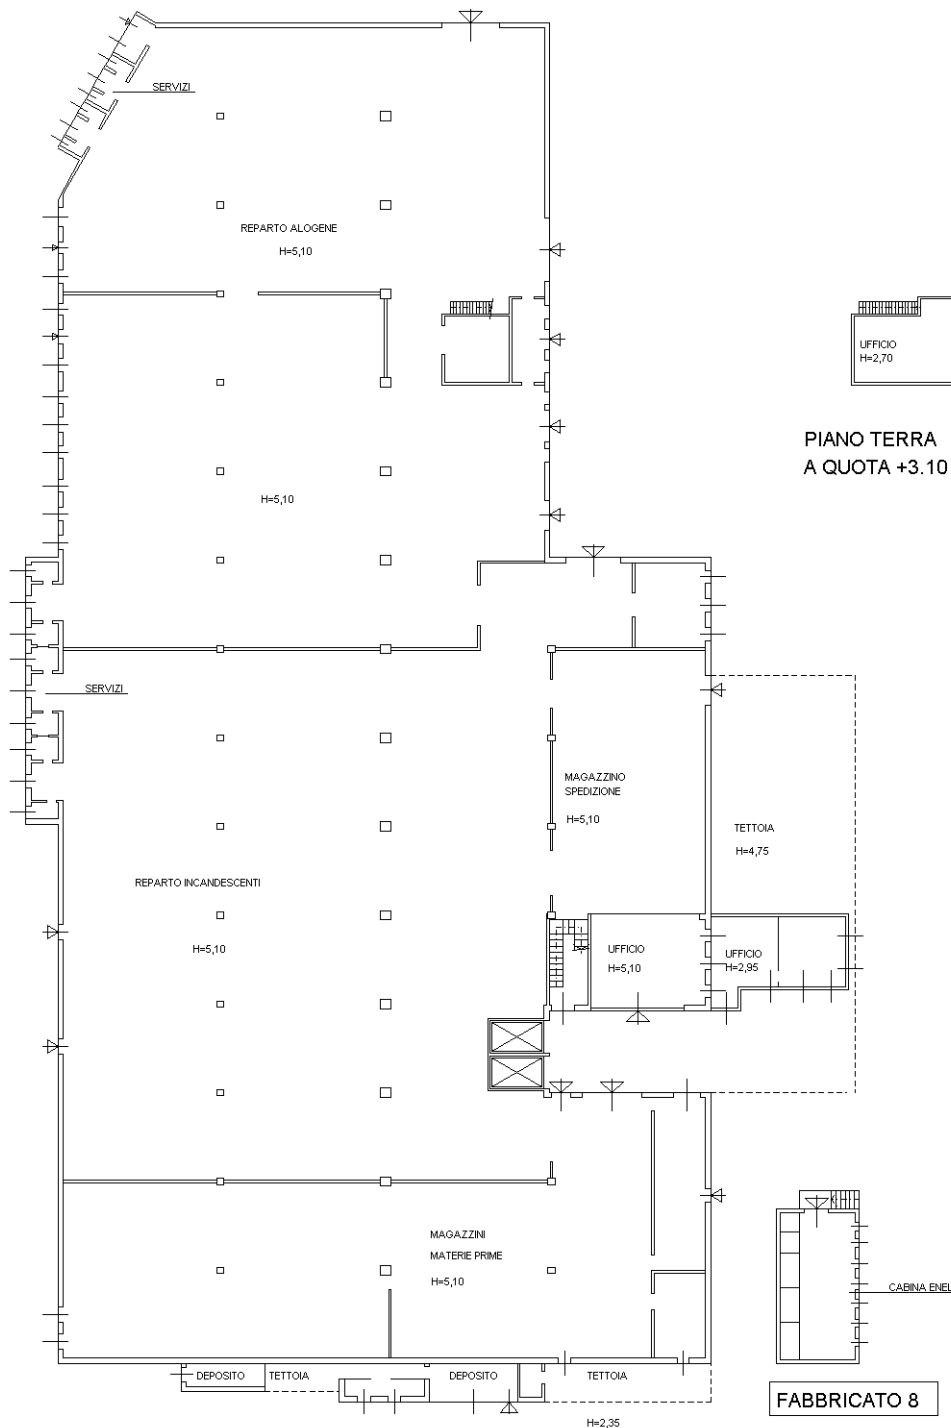 SERVIZI
REPARTO ALOGENE
H=5,10
UFFICIO
H=2,70
PIANO TERRA
A QUOTA +3.10
H=5,10
SERVIZI
MAGAZZINO
SPEDIZIONE
H=5,10
TETTOIA
H=4,75
REPARTO INCANDESCENTI
H=5,10
UFFICIO
H=5,10
UFFICIO
H=2,95
MAGAZZINI
MATERIE PRIME
H=5,10
CABINA ENEL
DEPOSITO
TETTOIA
DEPOSITO
TETTOIA
H=2,35
FABBRICATO 8